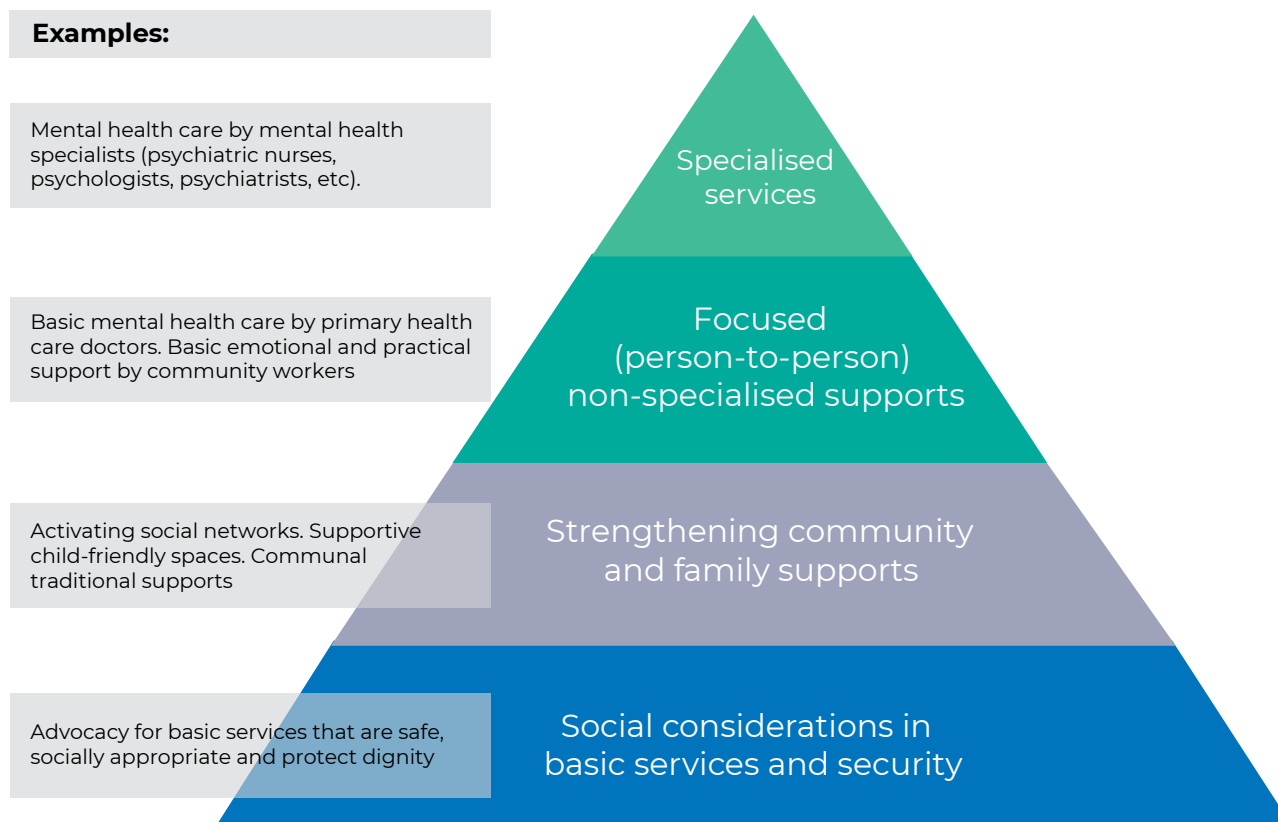 Examples:
Mental health care by mental health
specialists (psychiatric nurses,
psychologists, psychiatrists, etc).
Specialised
services
Basic mental health care by primary health
care doctors. Basic emotional and practical
support by community workers
Focused
(person-to-person)
non-specialised supports
Activating social networks. Supportive
child-friendly spaces. Communal
traditional supports
Strengthening community
and family supports
Advocacy for basic services that are safe,
socially appropriate and protect dignity
Social considerations in
basic services and security